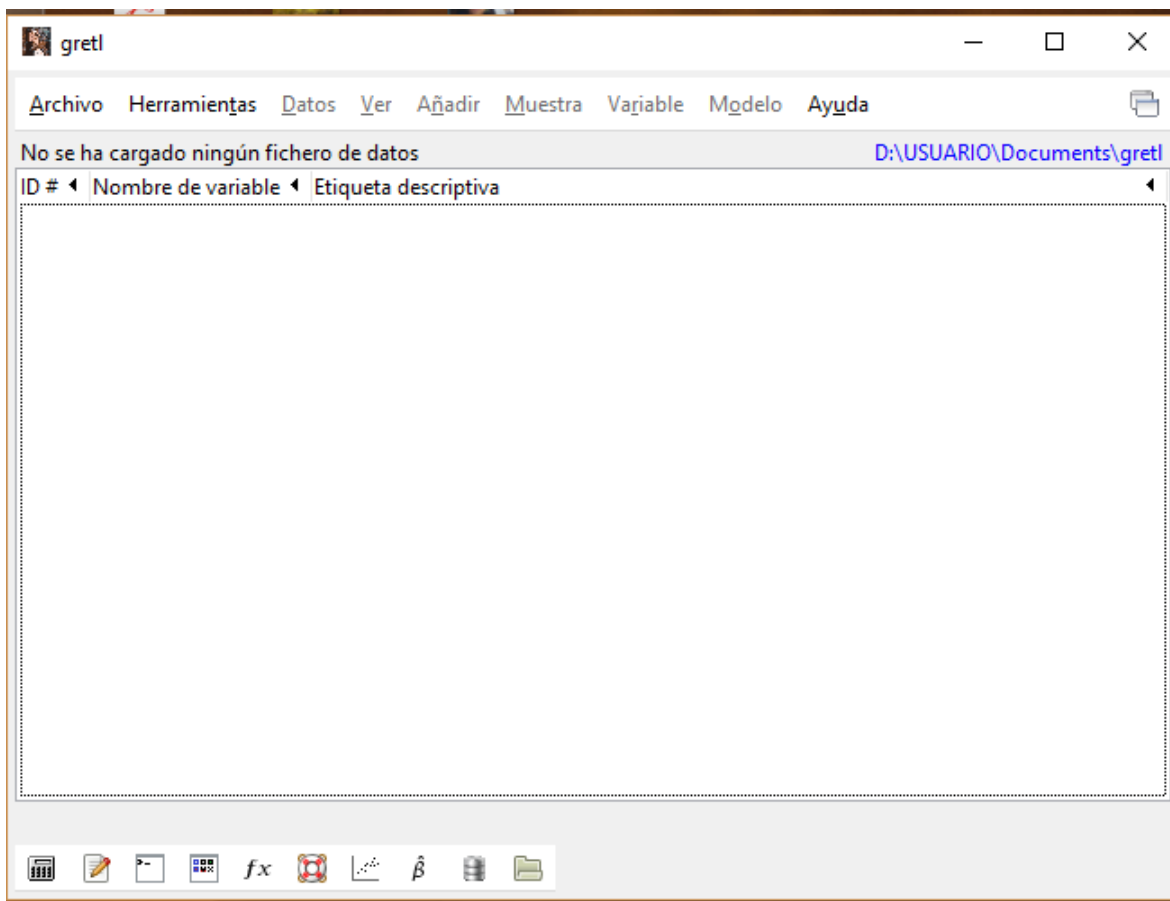 gretl
Archivo Herramientas Datos Ver Añadir Muestra Variable Modelo Ayuda
No se ha cargado ningún fichero de datos D:\USUARIO\Documents\gretl
ID # Nombre de variable Etiqueta descriptiva
fx β̂